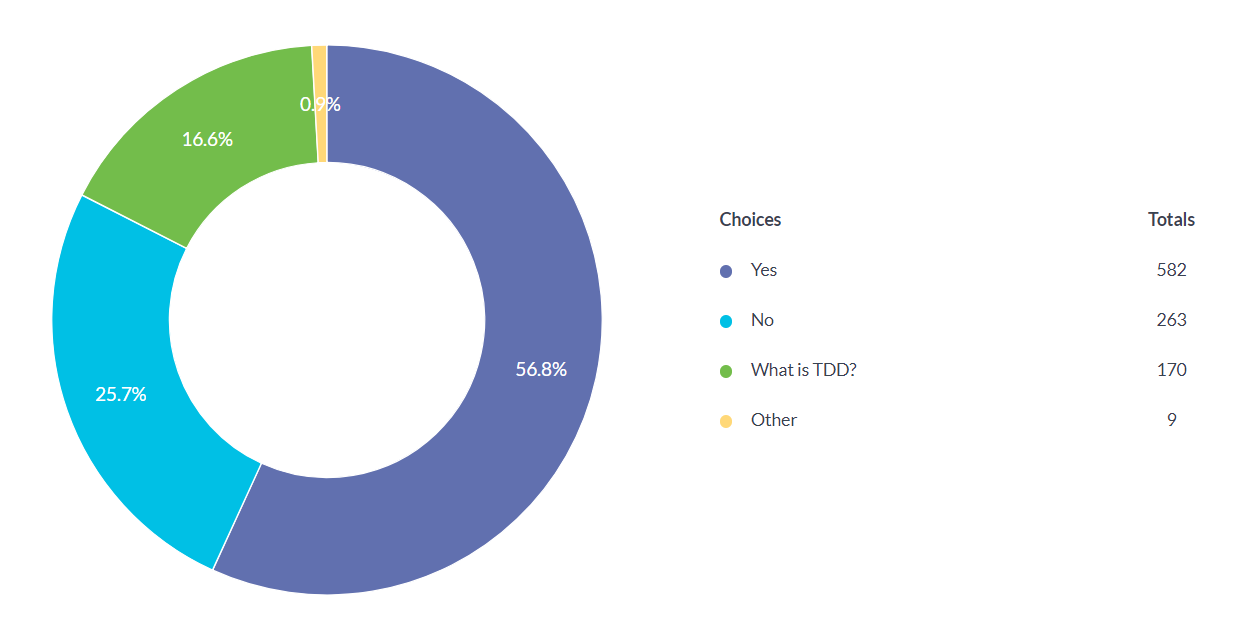 0.9%
16.6%
56.8%
25.7%
Choices Totals
Yes 582
No 263
What is TDD? 170
Other 9